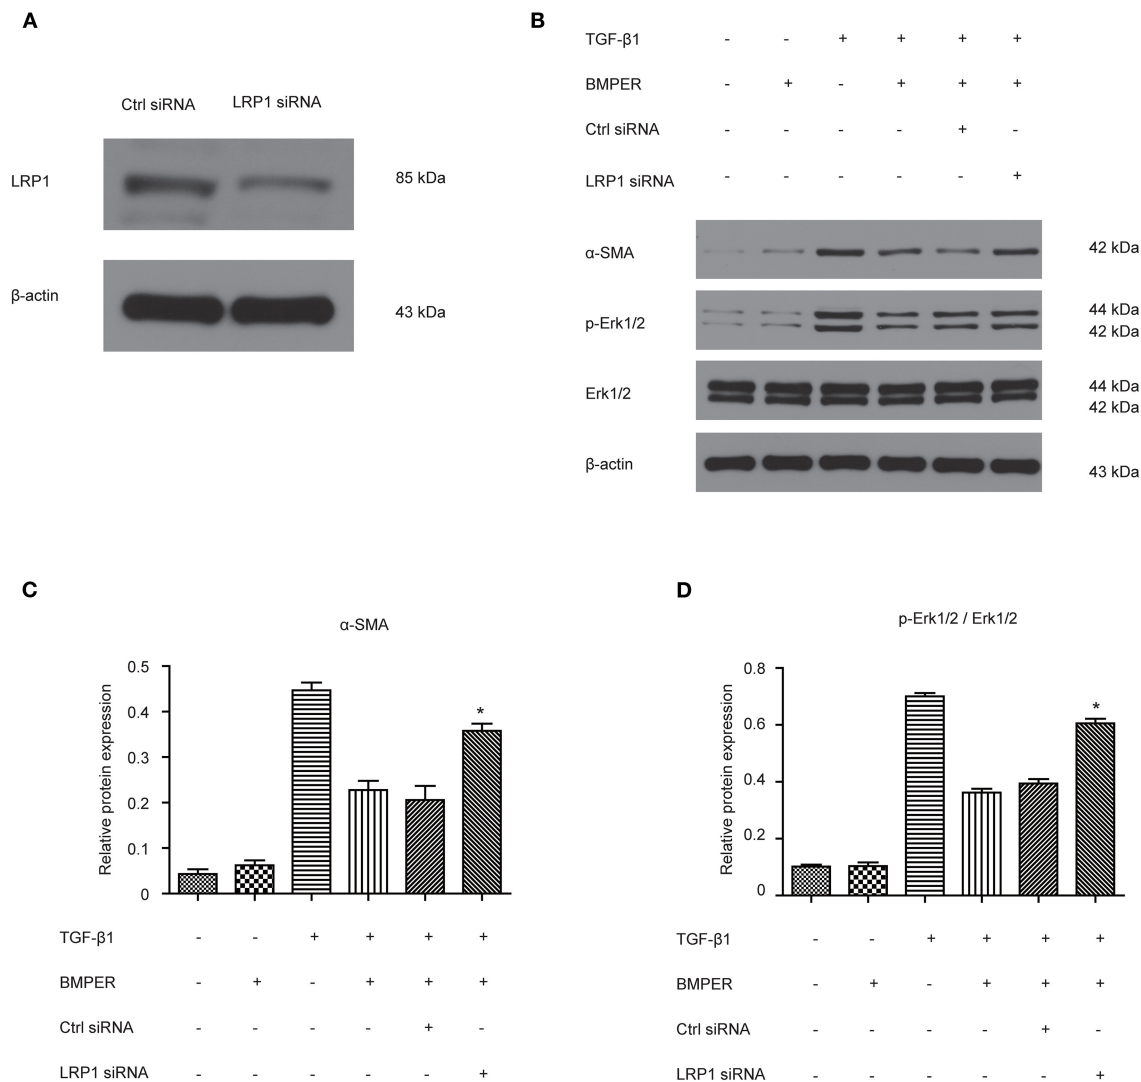 A
Ctrl siRNA LRP1 siRNA
LRP1 85 kDa
β-actin 43 kDa
B
TGF-β1 - - + + + +
BMPER - + - + + +
Ctrl siRNA - - - - + -
LRP1 siRNA - - - - - +
α-SMA 42 kDa
p-Erk1/2 44 kDa
42 kDa
Erk1/2 44 kDa
42 kDa
β-actin 43 kDa
C
α-SMA
Relative protein expression
0.5
0.4
0.3
0.2
0.1
0
*
TGF-β1 - - + + + +
BMPER - + - + + +
Ctrl siRNA - - - - + -
LRP1 siRNA - - - - - +
D
p-Erk1/2 / Erk1/2
Relative protein expression
0.8
0.6
0.4
0.2
0
*
TGF-β1 - - + + + +
BMPER - + - + + +
Ctrl siRNA - - - - + -
LRP1 siRNA - - - - - +